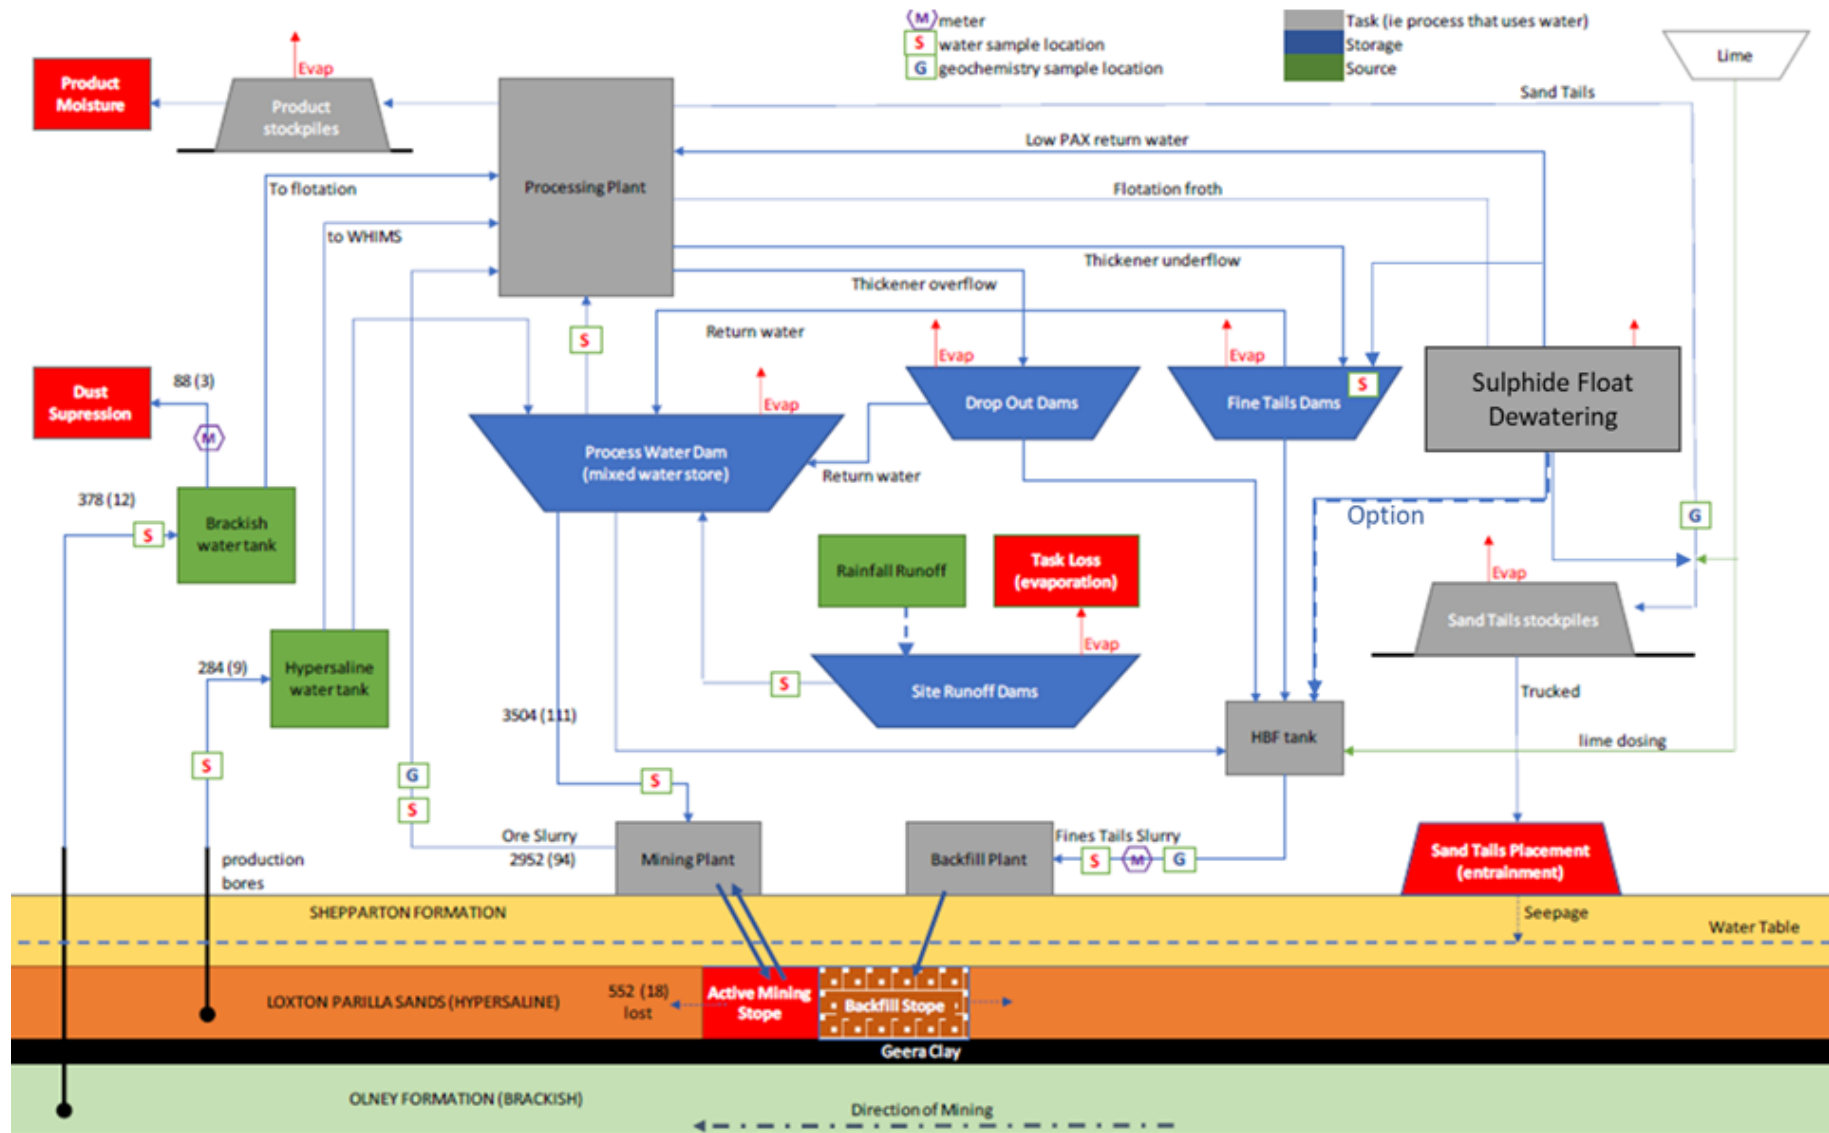 M meter
S water sample location
G geochemistry sample location
Task (ie process that uses water)
Storage
Source
Lime
Product
Moisture
Evap
Product
stockpiles
Sand Tails
Low PAX return water
Processing Plant
To flotation
Flotation froth
to WHIMS
Thickener underflow
Thickener overflow
Return water
S
Evap
Evap
Evap
88 (3)
Dust
Supression
M
Drop Out Dams
Fine Tails Dams
S
Sulphide Float
Dewatering
Process Water Dam
(mixed water store)
Return water
378 (12)
S
Brackish
water tank
Option
G
Rainfall Runoff
Task Loss
(evaporation)
Evap
Evap
Sand Tails stockpiles
Hypersaline
water tank
284 (9)
S
Site Runoff Dams
Trucked
3504 (111)
HBF tank
lime dosing
S
G
S
S
Ore Slurry
2952 (94)
Mining Plant
Backfill Plant
Fines Tails Slurry
S
M
G
Sand Tails Placement
(entrainment)
production
bores
SHEPPARTON FORMATION
Seepage
Water Table
LOXTON PARILLA SANDS (HYPERSALINE)
552 (18)
lost
Active Mining
Stope
Backfill Stope
Geera Clay
OLNEY FORMATION (BRACKISH)
Direction of Mining